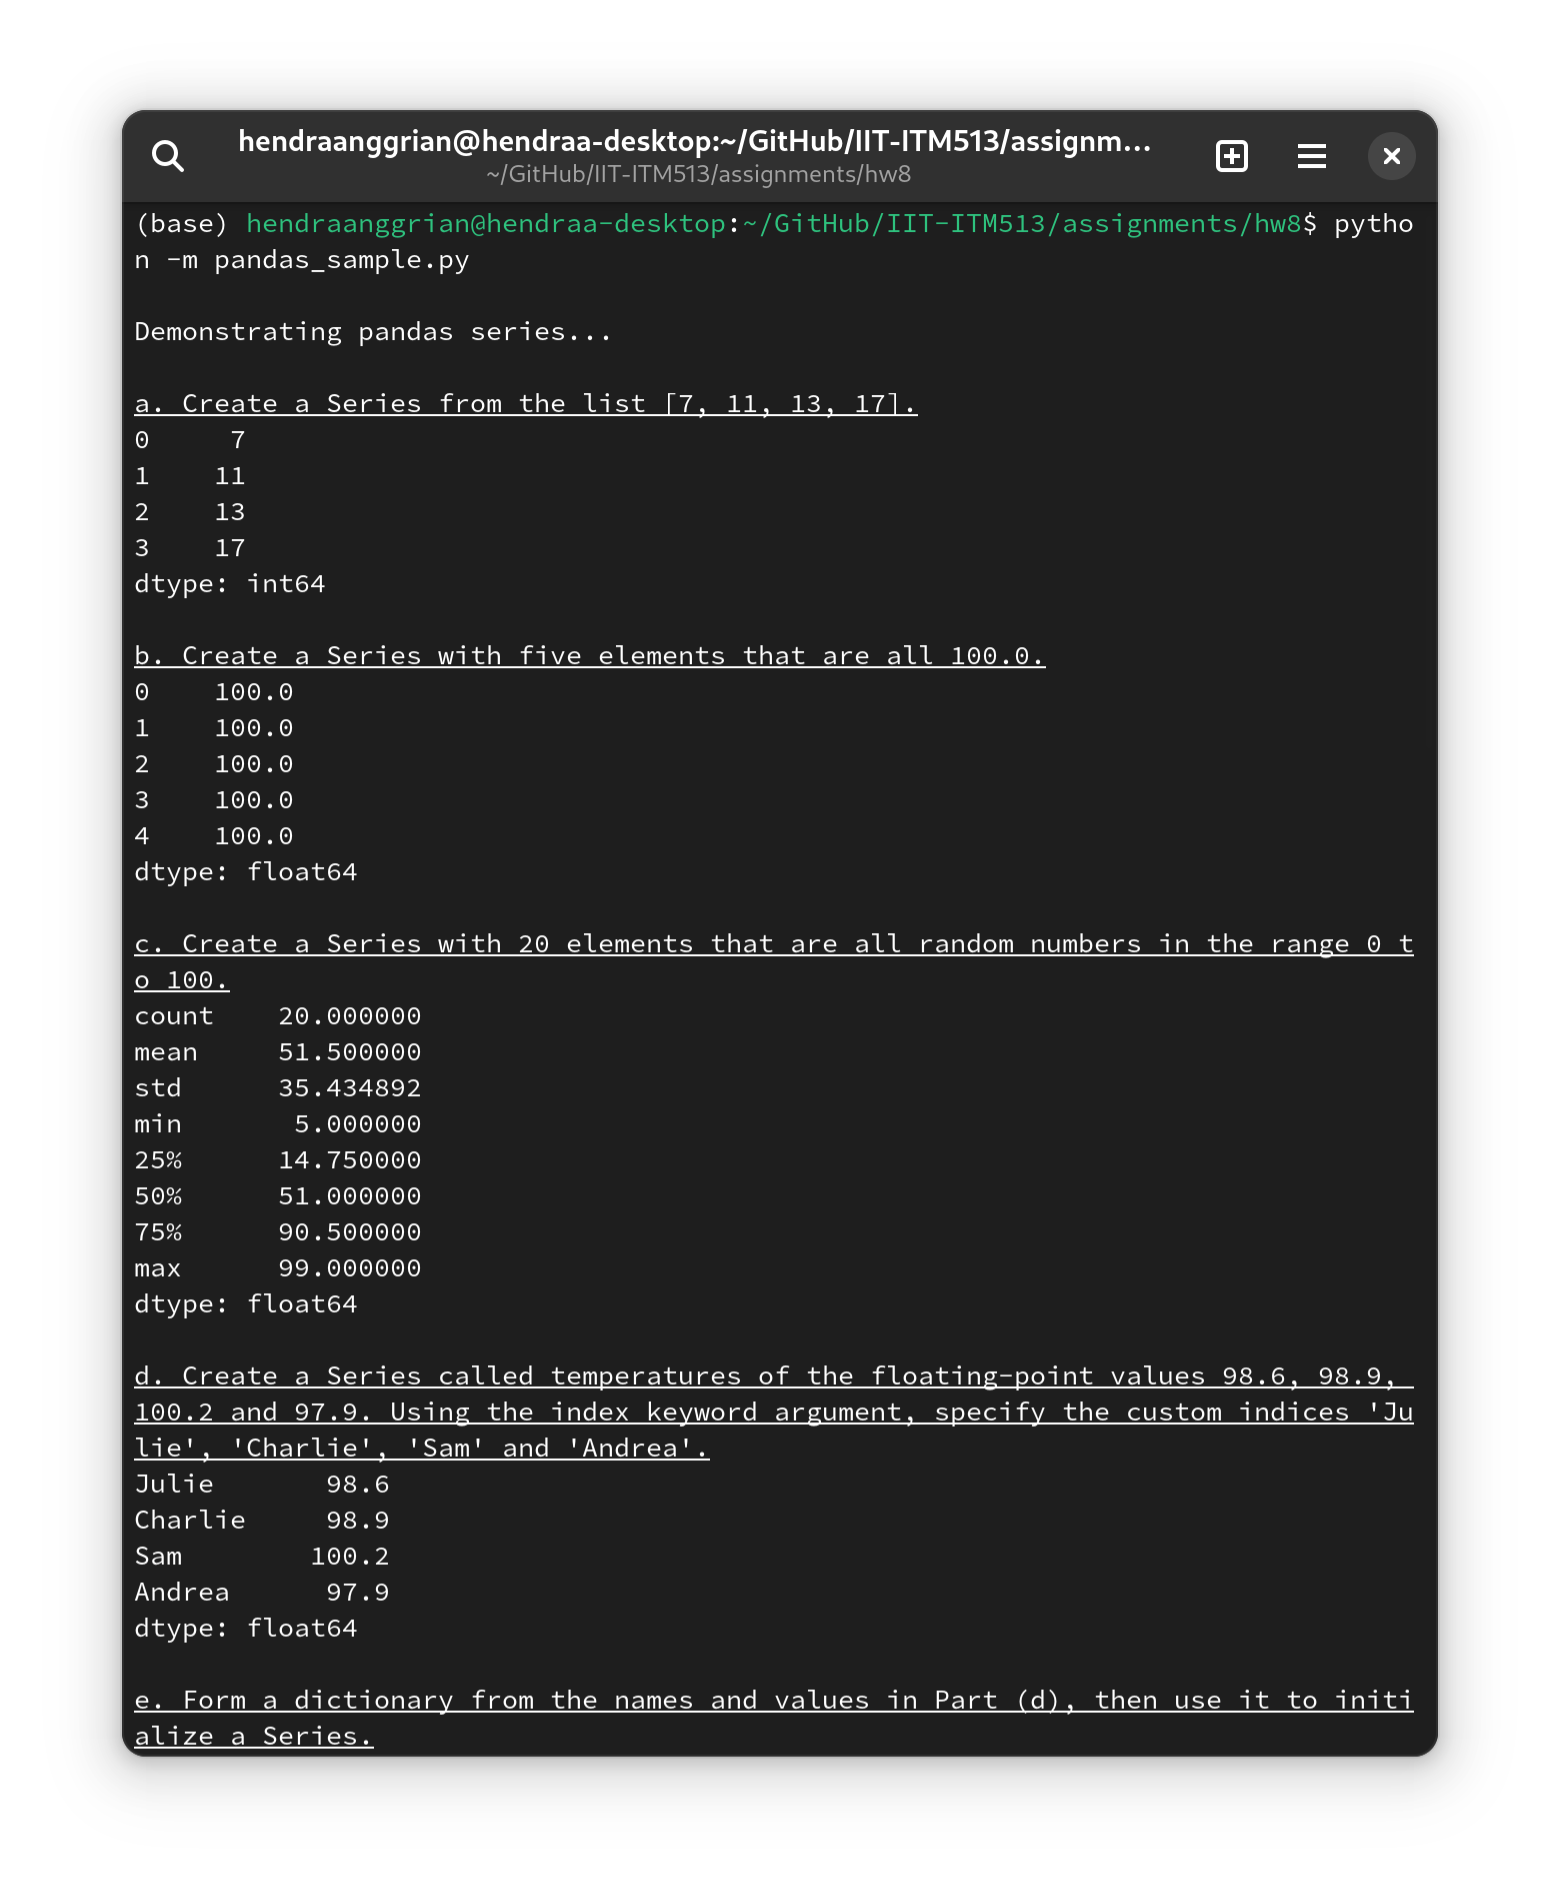 hendraanggrian@hendraa-desktop:~/GitHub/IIT-ITM513/assignm...
~/GitHub/IIT-ITM513/assignments/hw8
(base) hendraanggrian@hendraa-desktop:~/GitHub/IIT-ITM513/assignments/hw8$ pytho
n -m pandas_sample.py
Demonstrating pandas series...
a. Create a Series from the list [7, 11, 13, 17].
0     7
1    11
2    13
3    17
dtype: int64
b. Create a Series with five elements that are all 100.0.
0    100.0
1    100.0
2    100.0
3    100.0
4    100.0
dtype: float64
c. Create a Series with 20 elements that are all random numbers in the range 0 t
o 100.
count    20.000000
mean     51.500000
std      35.434892
min       5.000000
25%      14.750000
50%      51.000000
75%      90.500000
max      99.000000
dtype: float64
d. Create a Series called temperatures of the floating-point values 98.6, 98.9,
100.2 and 97.9. Using the index keyword argument, specify the custom indices 'Ju
lie', 'Charlie', 'Sam' and 'Andrea'.
Julie       98.6
Charlie     98.9
Sam        100.2
Andrea      97.9
dtype: float64
e. Form a dictionary from the names and values in Part (d), then use it to initi
alize a Series.